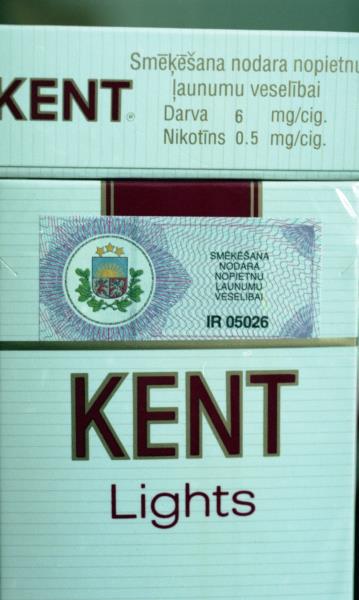 Smēķēšana nodara nopietnu
ļaunumu veselībai
KENT
Darva 6 mg/cig.
Nikotīns 0.5 mg/cig.
SMĒĶĒŠANA
NODARA
NOPIETNU
ĻAUNUMU
VESELĪBAI
IR 05026
KENT
Lights